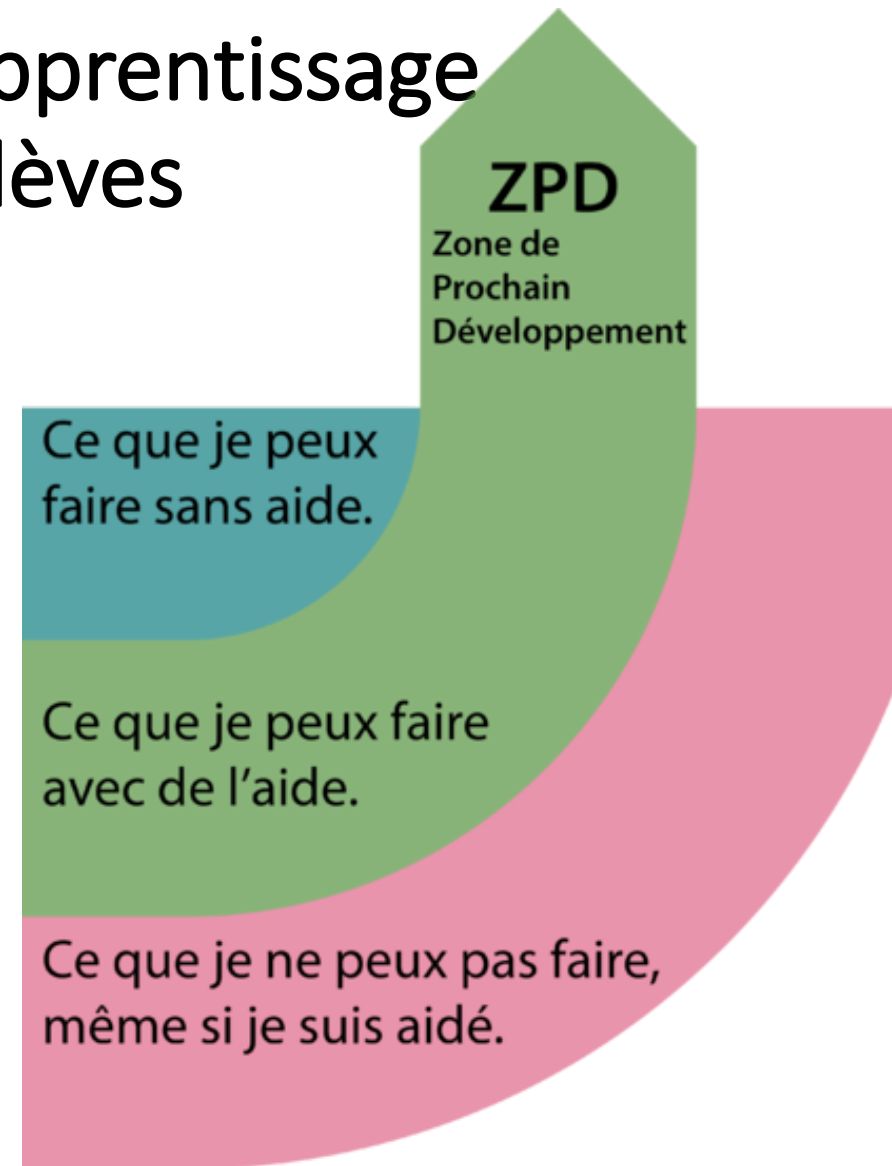 pprentissage
lèves
ZPD
Zone de
Prochain
Développement
Ce que je peux
faire sans aide.
Ce que je peux faire
avec de l’aide.
Ce que je ne peux pas faire,
même si je suis aidé.